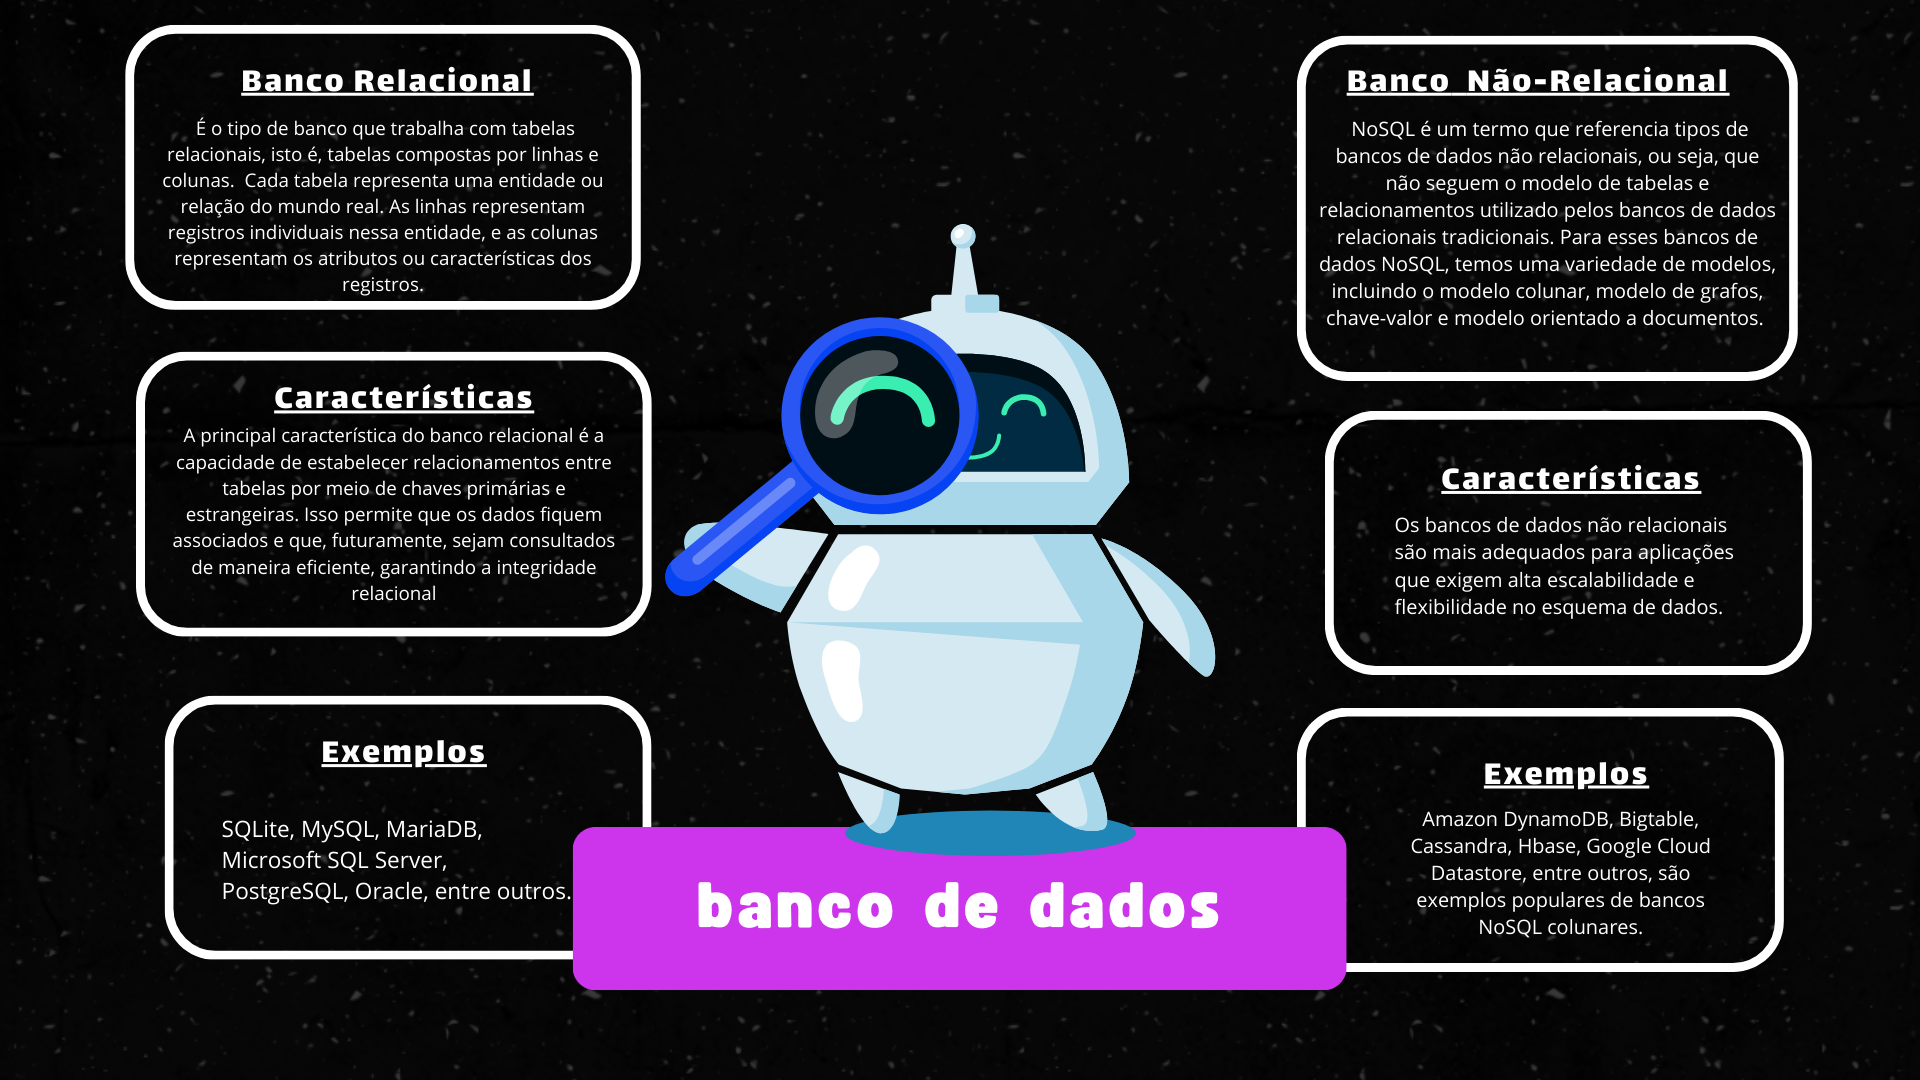 Banco Relacional
É o tipo de banco que trabalha com tabelas
relacionais, isto é, tabelas compostas por linhas e
colunas.  Cada tabela representa uma entidade ou
relação do mundo real. As linhas representam
registros individuais nessa entidade, e as colunas
representam os atributos ou características dos
registros.
Características
A principal característica do banco relacional é a
capacidade de estabelecer relacionamentos entre
tabelas por meio de chaves primárias e
estrangeiras. Isso permite que os dados fiquem
associados e que, futuramente, sejam consultados
de maneira eficiente, garantindo a integridade
relacional
Exemplos
SQLite, MySQL, MariaDB,
Microsoft SQL Server,
PostgreSQL, Oracle, entre outros.
banco de dados
Banco  Não-Relacional
NoSQL é um termo que referencia tipos de
bancos de dados não relacionais, ou seja, que
não seguem o modelo de tabelas e
relacionamentos utilizado pelos bancos de dados
relacionais tradicionais. Para esses bancos de
dados NoSQL, temos uma variedade de modelos,
incluindo o modelo colunar, modelo de grafos,
chave-valor e modelo orientado a documentos.
Características
Os bancos de dados não relacionais
são mais adequados para aplicações
que exigem alta escalabilidade e
flexibilidade no esquema de dados.
Exemplos
Amazon DynamoDB, Bigtable,
Cassandra, Hbase, Google Cloud
Datastore, entre outros, são
exemplos populares de bancos
NoSQL colunares.